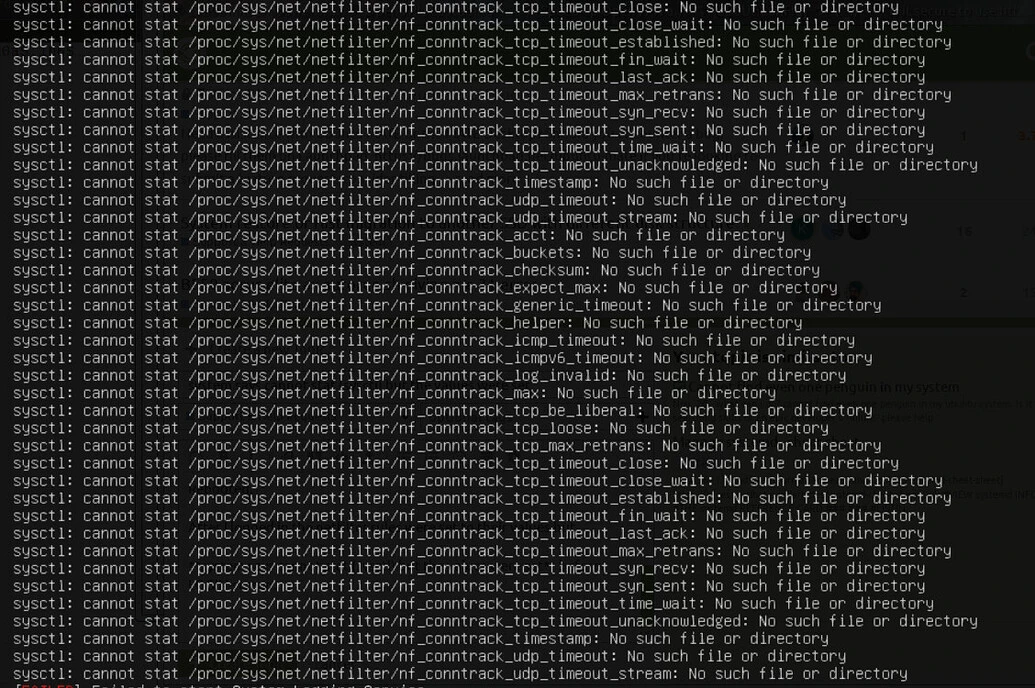 sysctl: cannot stat /proc/sys/net/netfilter/nf_conntrack_tcp_timeout_close: No such file or directory
sysctl: cannot stat /proc/sys/net/netfilter/nf_conntrack_tcp_timeout_close_wait: No such file or directory
sysctl: cannot stat /proc/sys/net/netfilter/nf_conntrack_tcp_timeout_established: No such file or directory
sysctl: cannot stat /proc/sys/net/netfilter/nf_conntrack_tcp_timeout_fin_wait: No such file or directory
sysctl: cannot stat /proc/sys/net/netfilter/nf_conntrack_tcp_timeout_last_ack: No such file or directory
sysctl: cannot stat /proc/sys/net/netfilter/nf_conntrack_tcp_timeout_max_retrans: No such file or directory
sysctl: cannot stat /proc/sys/net/netfilter/nf_conntrack_tcp_timeout_syn_recv: No such file or directory
sysctl: cannot stat /proc/sys/net/netfilter/nf_conntrack_tcp_timeout_syn_sent: No such file or directory
sysctl: cannot stat /proc/sys/net/netfilter/nf_conntrack_tcp_timeout_time_wait: No such file or directory
sysctl: cannot stat /proc/sys/net/netfilter/nf_conntrack_tcp_timeout_unacknowledged: No such file or directory
sysctl: cannot stat /proc/sys/net/netfilter/nf_conntrack_timestamp: No such file or directory
sysctl: cannot stat /proc/sys/net/netfilter/nf_conntrack_udp_timeout: No such file or directory
sysctl: cannot stat /proc/sys/net/netfilter/nf_conntrack_udp_timeout_stream: No such file or directory
sysctl: cannot stat /proc/sys/net/netfilter/nf_conntrack_acct: No such file or directory
sysctl: cannot stat /proc/sys/net/netfilter/nf_conntrack_buckets: No such file or directory
sysctl: cannot stat /proc/sys/net/netfilter/nf_conntrack_checksum: No such file or directory
sysctl: cannot stat /proc/sys/net/netfilter/nf_conntrack_expect_max: No such file or directory
sysctl: cannot stat /proc/sys/net/netfilter/nf_conntrack_generic_timeout: No such file or directory
sysctl: cannot stat /proc/sys/net/netfilter/nf_conntrack_helper: No such file or directory
sysctl: cannot stat /proc/sys/net/netfilter/nf_conntrack_icmp_timeout: No such file or directory
sysctl: cannot stat /proc/sys/net/netfilter/nf_conntrack_icmpv6_timeout: No such file or directory
sysctl: cannot stat /proc/sys/net/netfilter/nf_conntrack_log_invalid: No such file or directory
sysctl: cannot stat /proc/sys/net/netfilter/nf_conntrack_max: No such file or directory
sysctl: cannot stat /proc/sys/net/netfilter/nf_conntrack_tcp_be_liberal: No such file or directory
sysctl: cannot stat /proc/sys/net/netfilter/nf_conntrack_tcp_loose: No such file or directory
sysctl: cannot stat /proc/sys/net/netfilter/nf_conntrack_tcp_max_retrans: No such file or directory
sysctl: cannot stat /proc/sys/net/netfilter/nf_conntrack_tcp_timeout_close: No such file or directory
sysctl: cannot stat /proc/sys/net/netfilter/nf_conntrack_tcp_timeout_close_wait: No such file or directory
sysctl: cannot stat /proc/sys/net/netfilter/nf_conntrack_tcp_timeout_established: No such file or directory
sysctl: cannot stat /proc/sys/net/netfilter/nf_conntrack_tcp_timeout_fin_wait: No such file or directory
sysctl: cannot stat /proc/sys/net/netfilter/nf_conntrack_tcp_timeout_last_ack: No such file or directory
sysctl: cannot stat /proc/sys/net/netfilter/nf_conntrack_tcp_timeout_max_retrans: No such file or directory
sysctl: cannot stat /proc/sys/net/netfilter/nf_conntrack_tcp_timeout_syn_recv: No such file or directory
sysctl: cannot stat /proc/sys/net/netfilter/nf_conntrack_tcp_timeout_syn_sent: No such file or directory
sysctl: cannot stat /proc/sys/net/netfilter/nf_conntrack_tcp_timeout_time_wait: No such file or directory
sysctl: cannot stat /proc/sys/net/netfilter/nf_conntrack_tcp_timeout_unacknowledged: No such file or directory
sysctl: cannot stat /proc/sys/net/netfilter/nf_conntrack_timestamp: No such file or directory
sysctl: cannot stat /proc/sys/net/netfilter/nf_conntrack_udp_timeout: No such file or directory
sysctl: cannot stat /proc/sys/net/netfilter/nf_conntrack_udp_timeout_stream: No such file or directory
[FAILED] Failed to start System Logging Service
1
16
2
even one penguin in my system